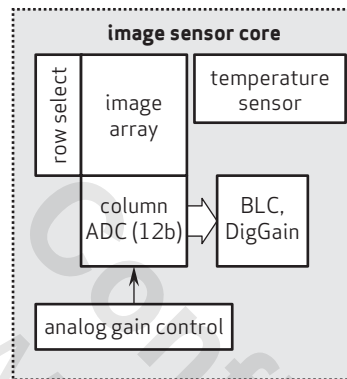 image sensor core
row select
image
array
temperature
sensor
column
ADC (12b)
BLC,
DigGain
analog gain control